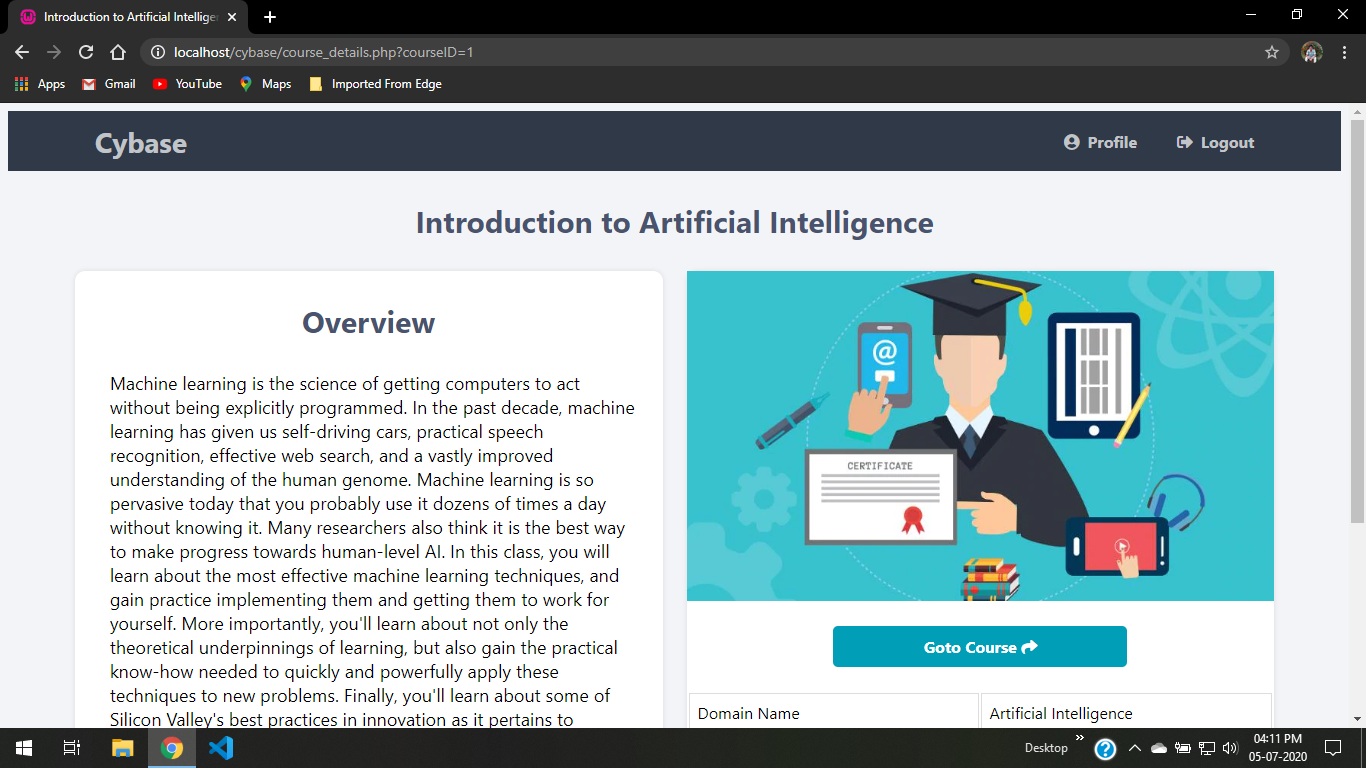 Introduction to Artificial Intellige
localhost/cybase/course_details.php?courseID=1
Apps
Gmail
YouTube
Maps
Imported From Edge
Cybase
Profile
Logout
Introduction to Artificial Intelligence
Overview
Machine learning is the science of getting computers to act
without being explicitly programmed. In the past decade, machine
learning has given us self-driving cars, practical speech
recognition, effective web search, and a vastly improved
understanding of the human genome. Machine learning is so
pervasive today that you probably use it dozens of times a day
without knowing it. Many researchers also think it is the best way
to make progress towards human-level AI. In this class, you will
learn about the most effective machine learning techniques, and
gain practice implementing them and getting them to work for
yourself. More importantly, you'll learn about not only the
theoretical underpinnings of learning, but also gain the practical
know-how needed to quickly and powerfully apply these
techniques to new problems. Finally, you'll learn about some of
Silicon Valley's best practices in innovation as it pertains to
@
CERTIFICATE
Goto Course
Domain Name
Artificial Intelligence
Desktop
04:11 PM
05-07-2020